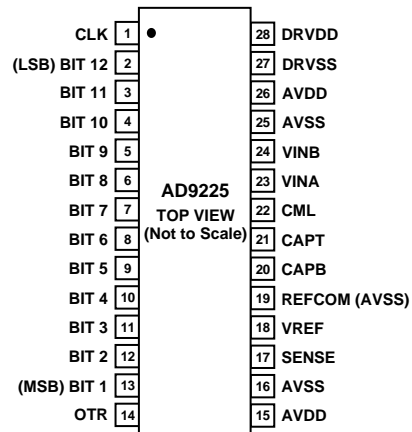 CLK 1 28 DRVDD
(LSB) BIT 12 2 27 DRVSS
BIT 11 3 26 AVDD
BIT 10 4 25 AVSS
BIT 9 5 24 VINB
BIT 8 6 23 VINA
BIT 7 7 22 CML
BIT 6 8 21 CAPT
BIT 5 9 20 CAPB
BIT 4 10 19 REFCOM (AVSS)
BIT 3 11 18 VREF
BIT 2 12 17 SENSE
(MSB) BIT 1 13 16 AVSS
OTR 14 15 AVDD
AD9225
TOP VIEW
(Not to Scale)